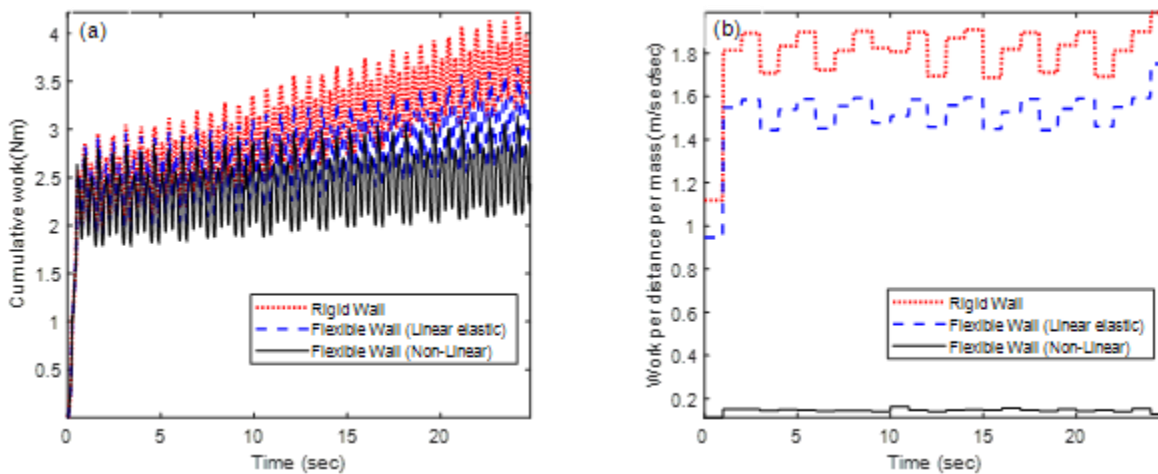 (a)
4
3.5
3
2.5
2
1.5
1
0.5
0
5
10
15
20
Cumulative work(Nm)
Time (sec)
Rigid Wall
Flexible Wall (Linear elastic)
Flexible Wall (Non-Linear)
(b)
1.8
1.6
1.4
1.2
1
0.8
0.6
0.4
0.2
0
5
10
15
20
Work per distance per mass(m/sedsec)
Time (sec)
Rigid Wall
Flexible Wall (Linear elastic)
Flexible Wall (Non-Linear)